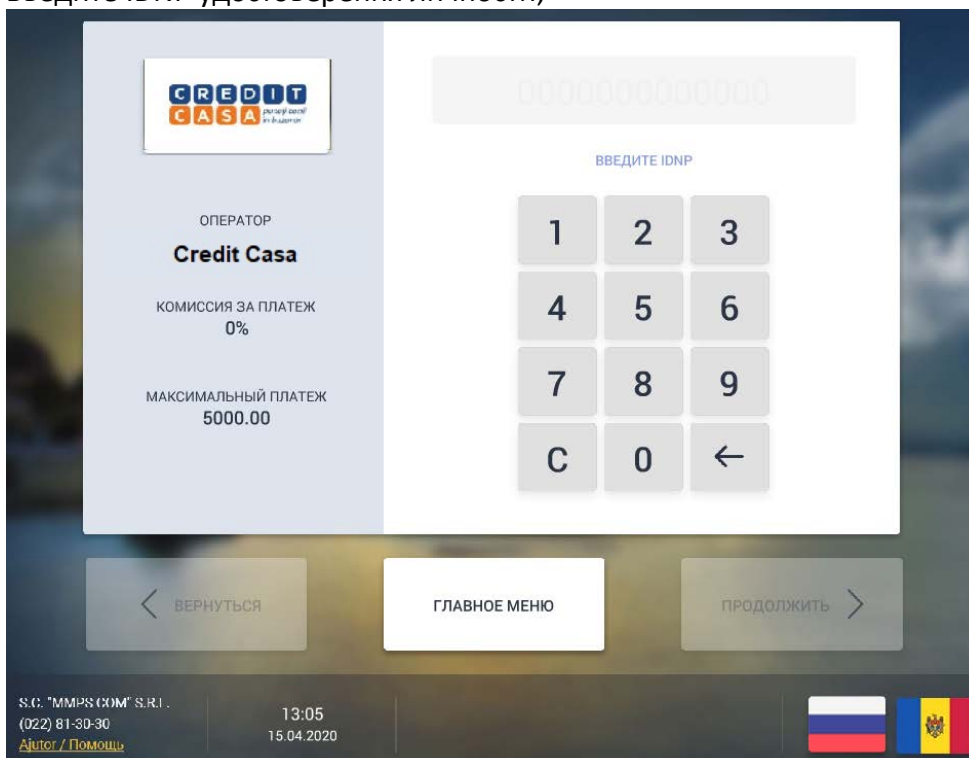 CREDIT
CASA
0000000000000
ВВЕДИТЕ IDNP
ОПЕРАТОР
Credit Casa
КОМИССИЯ ЗА ПЛАТЕЖ
0%
МАКСИМАЛЬНЫЙ ПЛАТЕЖ
5000.00
1 2 3
4 5 6
7 8 9
C 0
ВЕРНУТЬСЯ
ГЛАВНОЕ МЕНЮ
ПРОДОЛЖИТЬ
S.C. "MMPS COM" S.R.L.
(022) 81-30-30
Ajutor / Помощь
13:05
15.04.2020